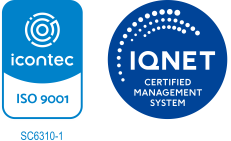 icontec
ISO 9001
SC6310-1
IQNET
CERTIFIED
MANAGEMENT
SYSTEM